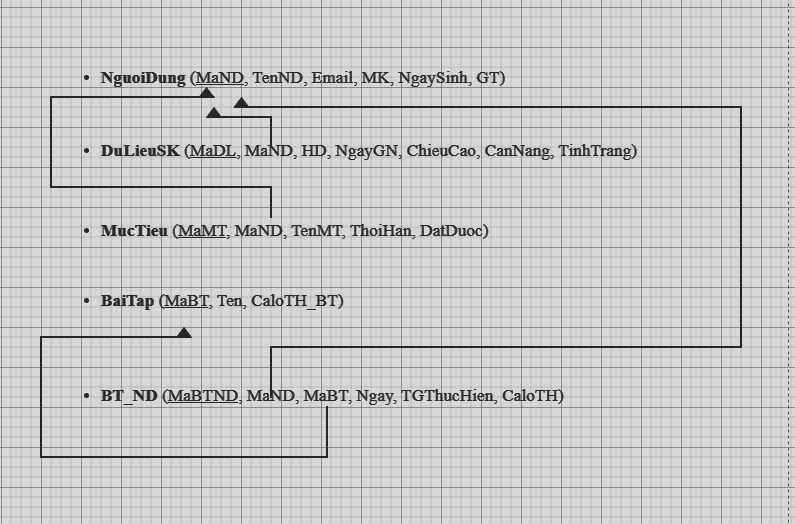 • NguoiDung (MaND, TenND, Email, MK, NgaySinh, GT)
• DuLieuSK (MaDL, MaND, HD, NgayGN, ChieuCao, CanNang, TinhTrang)
• MucTieu (MaMT, MaND, TenMT, ThoiHan, DatDuoc)
• BaiTap (MaBT, Ten, CaloTH_BT)
• BT_ND (MaBTND, MaND, MaBT, Ngay, TGThucHien, CaloTH)